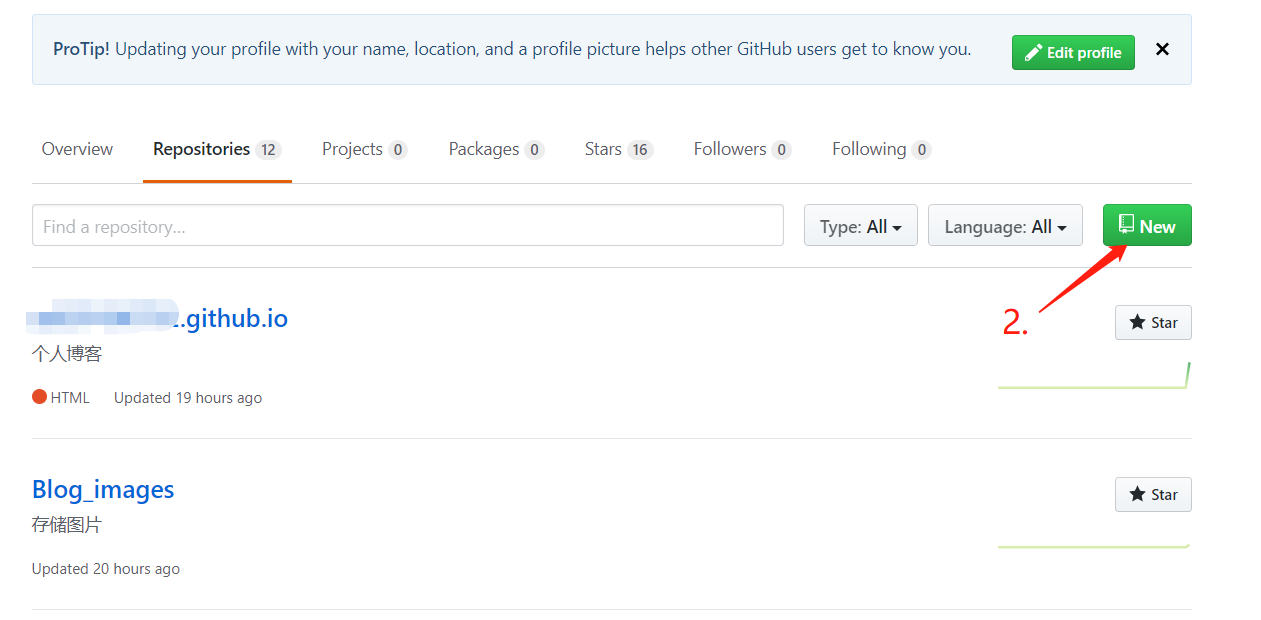 ProTip! Updating your profile with your name, location, and a profile picture helps other GitHub users get to know you. Edit profile
Overview Repositories 12 Projects 0 Packages 0 Stars 16 Followers 0 Following 0
Find a repository... Type: All Language: All New
2.
.github.io Star
个人博客
HTML Updated 19 hours ago
Blog_images Star
存储图片
Updated 20 hours ago